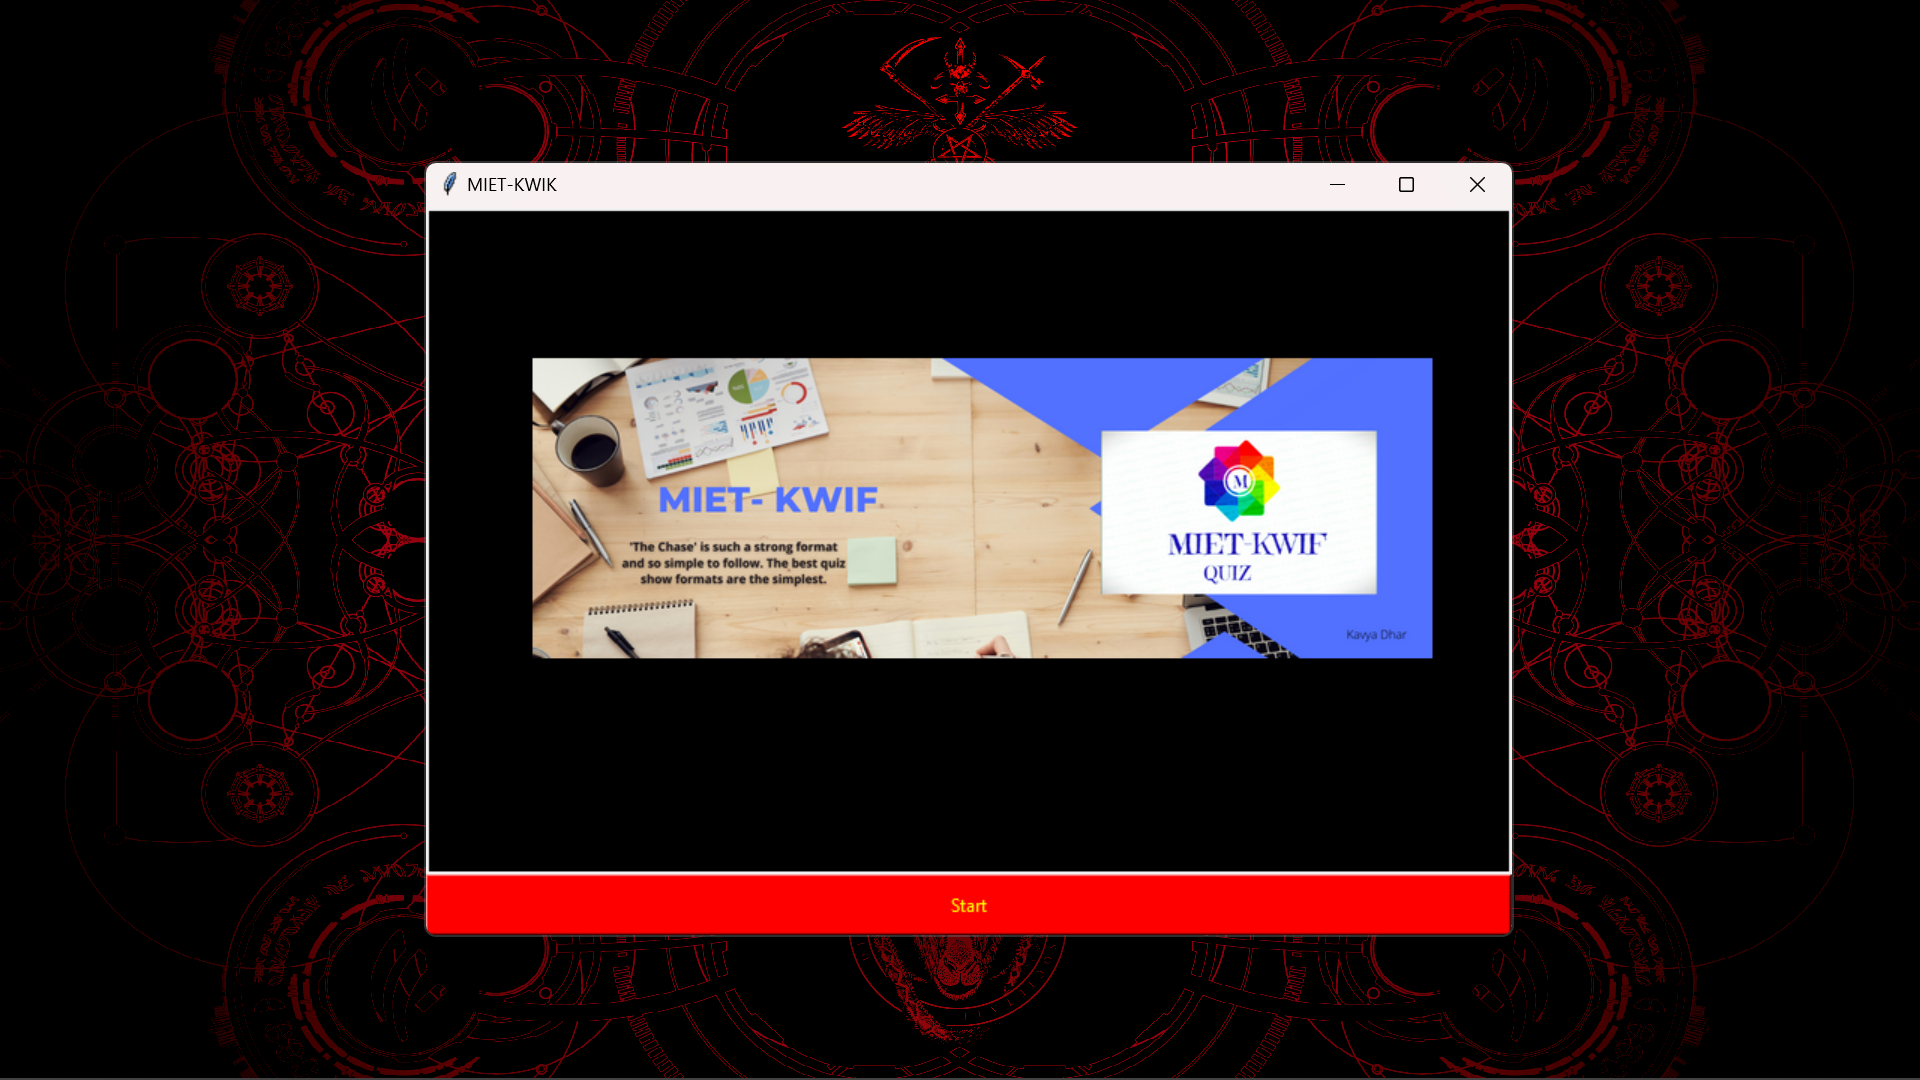 MIET-KWIK
MIET- KWIF
'The Chase' is such a strong format
and so simple to follow. The best quiz
show formats are the simplest.
M
MIET-KWIF
QUIZ
Kavya Dhar
Start